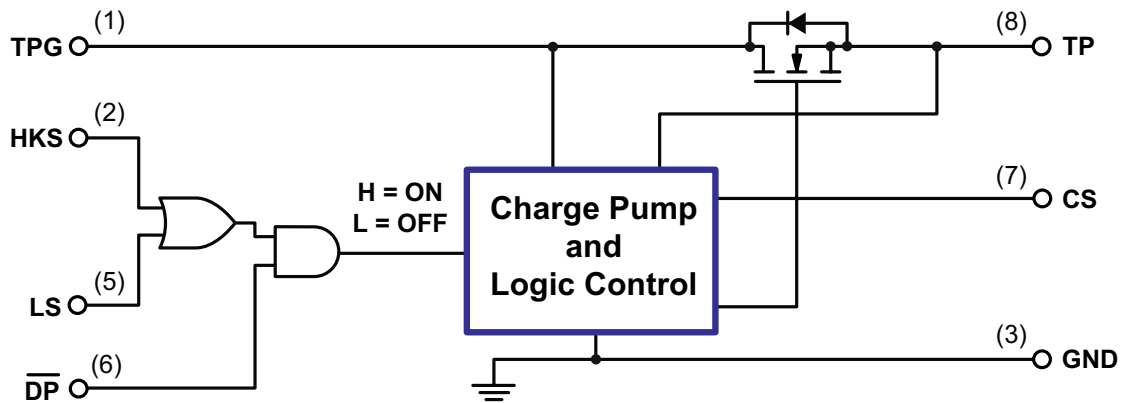 (1)
TPG
(8)
TP
(2)
HKS
H = ON
L = OFF
Charge Pump
and
Logic Control
(7)
CS
(5)
LS
(6)
D̅P̅
(3)
GND